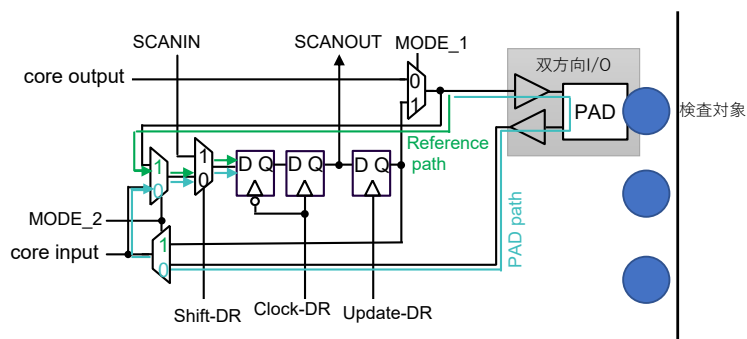 SCANIN
SCANOUT
MODE_1
双方向I/O
core output
0
1
PAD
検査対象
Reference
path
1
0
1
0
D Q
D Q
D Q
MODE_2
core input
1
0
PAD path
Shift-DR
Clock-DR
Update-DR